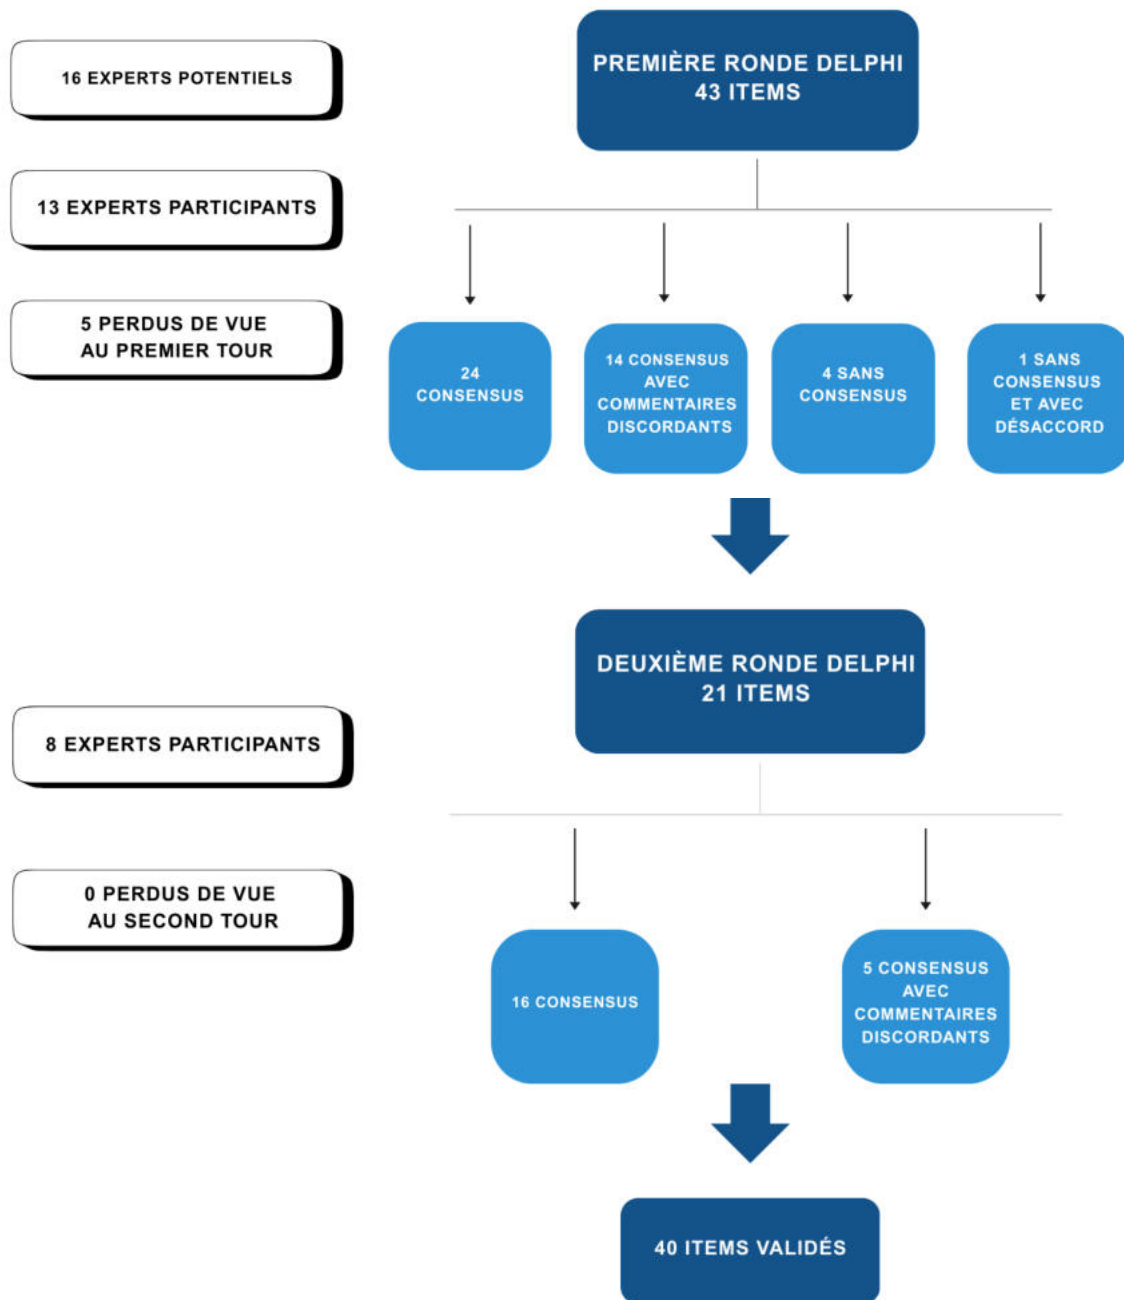 16 EXPERTS POTENTIELS
PREMIÈRE RONDE DELPHI
43 ITEMS
13 EXPERTS PARTICIPANTS
5 PERDUS DE VUE
AU PREMIER TOUR
24
CONSENSUS
14 CONSENSUS
AVEC
COMMENTAIRES
DISCORDANTS
4 SANS
CONSENSUS
1 SANS
CONSENSUS
ET AVEC
DÉSACCORD
DEUXIÈME RONDE DELPHI
21 ITEMS
8 EXPERTS PARTICIPANTS
0 PERDUS DE VUE
AU SECOND TOUR
16 CONSENSUS
5 CONSENSUS
AVEC
COMMENTAIRES
DISCORDANTS
40 ITEMS VALIDÉS